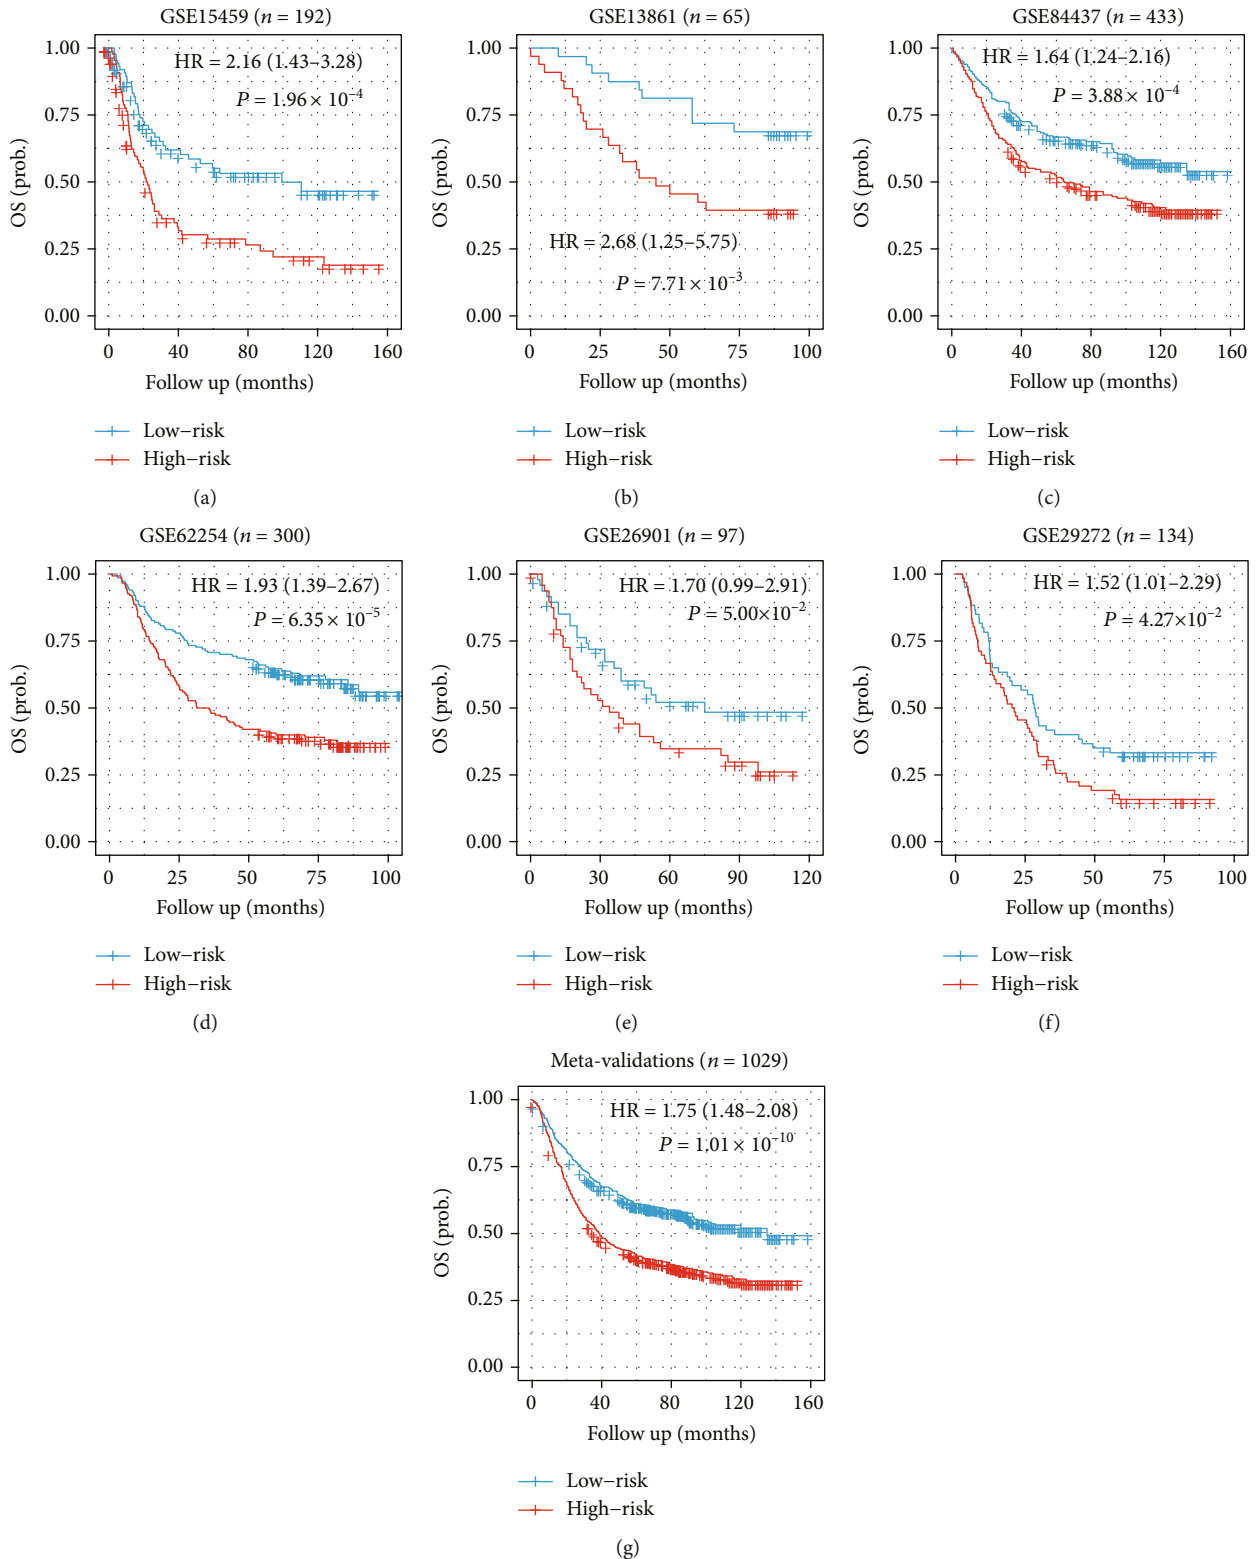 GSE15459 (n = 192)
HR = 2.16 (1.43–3.28)
P = 1.96 × 10⁻⁴
OS (prob.)
1.00
0.75
0.50
0.25
0.00
0 40 80 120 160
Follow up (months)
Low–risk
High–risk
(a)
GSE13861 (n = 65)
HR = 2.68 (1.25–5.75)
P = 7.71 × 10⁻³
OS (prob.)
1.00
0.75
0.50
0.25
0.00
0 25 50 75 100
Follow up (months)
Low–risk
High–risk
(b)
GSE84437 (n = 433)
HR = 1.64 (1.24–2.16)
P = 3.88 × 10⁻⁴
OS (prob.)
1.00
0.75
0.50
0.25
0.00
0 40 80 120 160
Follow up (months)
Low–risk
High–risk
(c)
GSE62254 (n = 300)
HR = 1.93 (1.39–2.67)
P = 6.35 × 10⁻⁵
OS (prob.)
1.00
0.75
0.50
0.25
0.00
0 25 50 75 100
Follow up (months)
Low–risk
High–risk
(d)
GSE26901 (n = 97)
HR = 1.70 (0.99–2.91)
P = 5.00×10⁻²
OS (prob.)
1.00
0.75
0.50
0.25
0.00
0 30 60 90 120
Follow up (months)
Low–risk
High–risk
(e)
GSE29272 (n = 134)
HR = 1.52 (1.01–2.29)
P = 4.27×10⁻²
OS (prob.)
1.00
0.75
0.50
0.25
0.00
0 25 50 75 100
Follow up (months)
Low–risk
High–risk
(f)
Meta-validations (n = 1029)
HR = 1.75 (1.48–2.08)
P = 1.01 × 10⁻¹⁰
OS (prob.)
1.00
0.75
0.50
0.25
0.00
0 40 80 120 160
Follow up (months)
Low–risk
High–risk
(g)